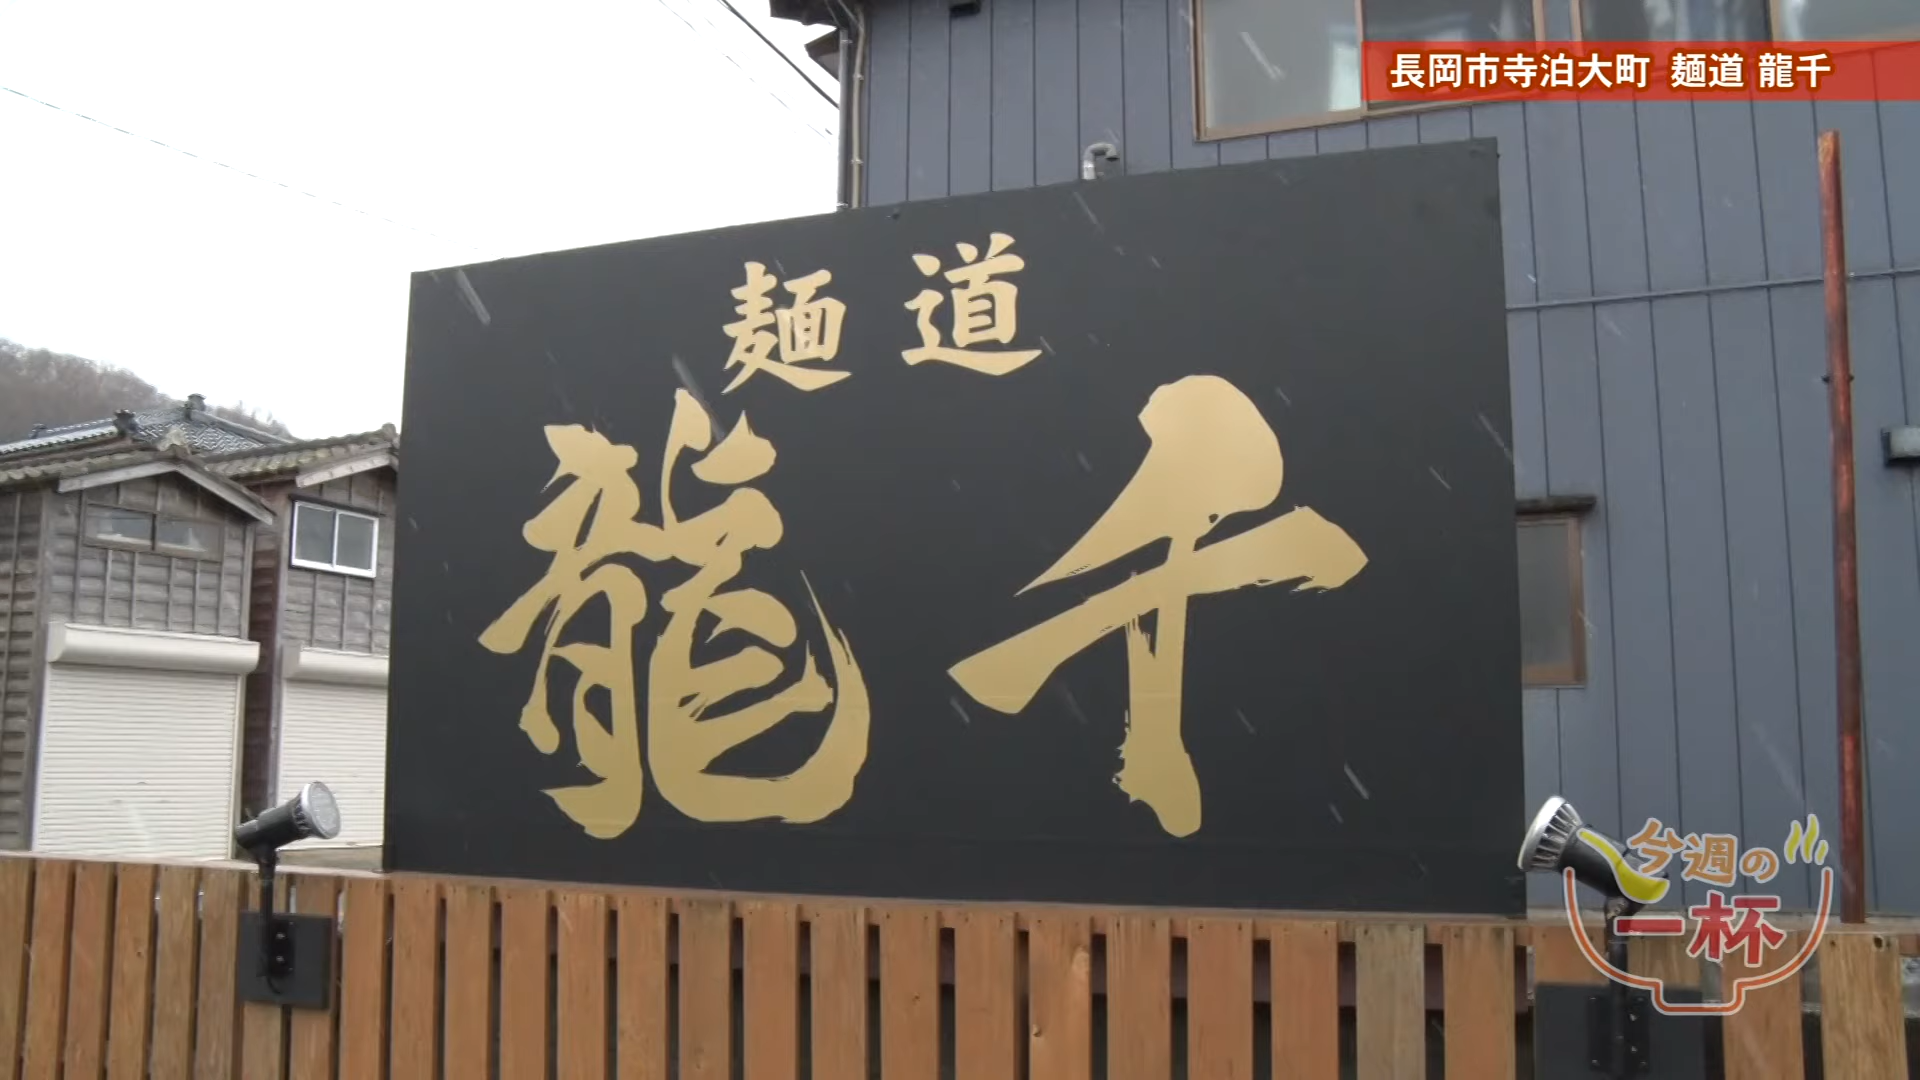 長岡市寺泊大町 麺道 龍千
麺道
龍千
今週の
一杯